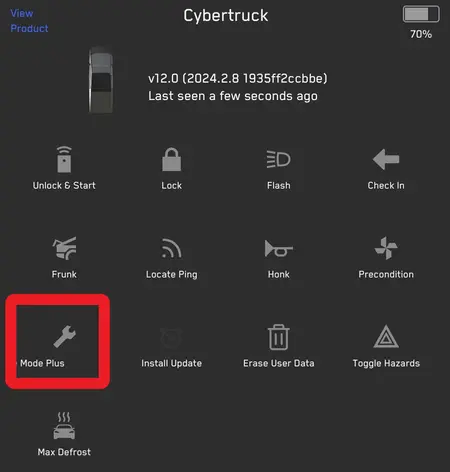 View
Product
Cybertruck
70%
v12.0 (2024.2.8 1935ff2ccbbe)
Last seen a few seconds ago
Unlock & Start
Lock
Flash
Check In
Frunk
Locate Ping
Honk
Precondition
Mode Plus
Install Update
Erase User Data
Toggle Hazards
Max Defrost